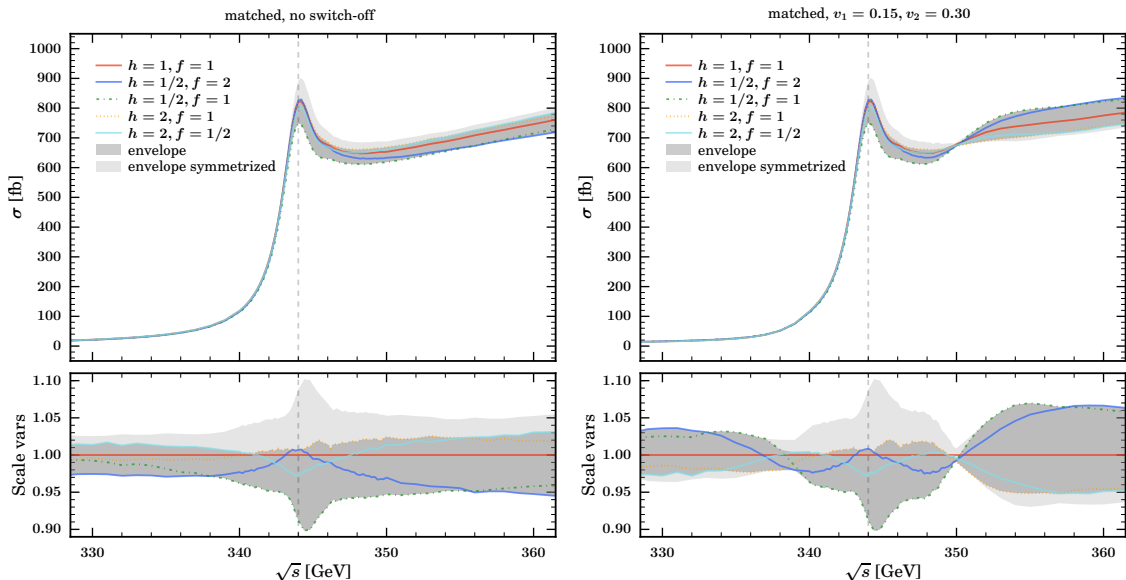 matched, no switch-off
1000
900
800
700
600
500
400
300
200
100
0
σ [fb]
h = 1, f = 1
h = 1/2, f = 2
h = 1/2, f = 1
h = 2, f = 1
h = 2, f = 1/2
envelope
envelope symmetrized
1.10
1.05
1.00
0.95
0.90
Scale vars
330
340
350
360
√s [GeV]
matched, v₁ = 0.15, v₂ = 0.30
1000
900
800
700
600
500
400
300
200
100
0
σ [fb]
h = 1, f = 1
h = 1/2, f = 2
h = 1/2, f = 1
h = 2, f = 1
h = 2, f = 1/2
envelope
envelope symmetrized
1.10
1.05
1.00
0.95
0.90
Scale vars
330
340
350
360
√s [GeV]